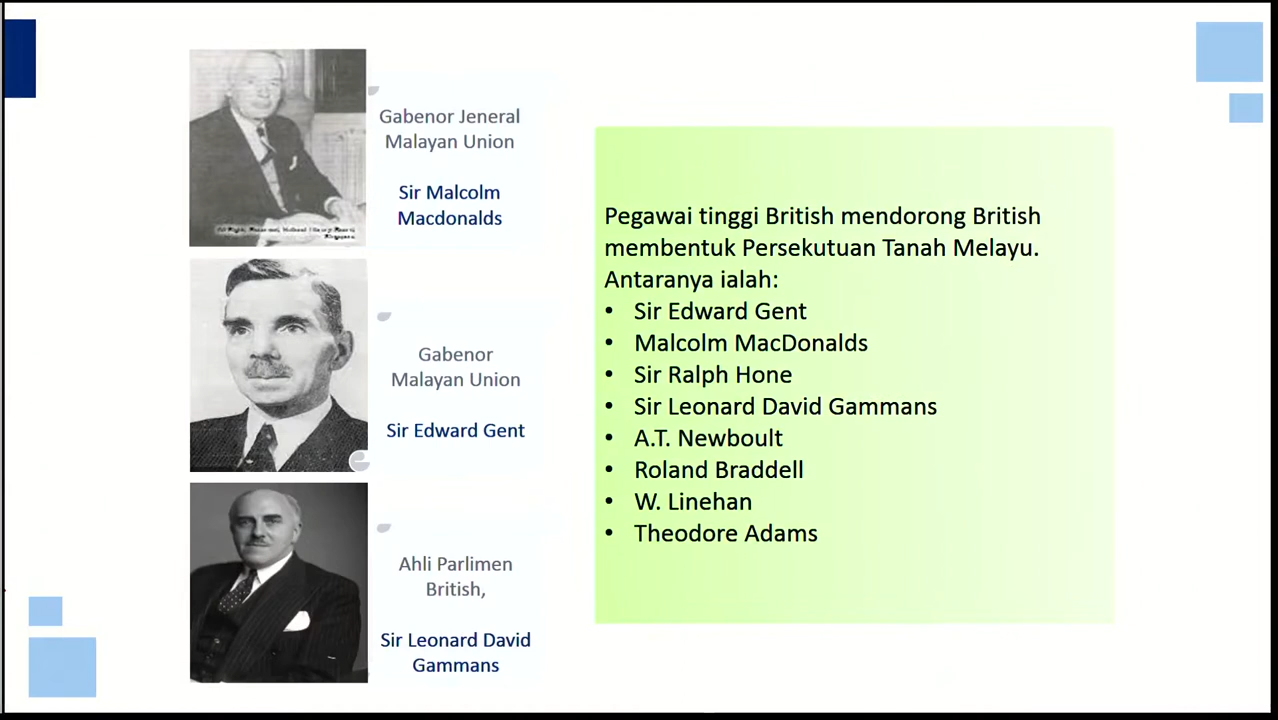 Gabenor Jeneral
Malayan Union
Sir Malcolm
Macdonalds
Gabenor
Malayan Union
Sir Edward Gent
Ahli Parlimen
British,
Sir Leonard David
Gammans
Pegawai tinggi British mendorong British
membentuk Persekutuan Tanah Melayu.
Antaranya ialah:
• Sir Edward Gent
• Malcolm MacDonalds
• Sir Ralph Hone
• Sir Leonard David Gammans
• A.T. Newboult
• Roland Braddell
• W. Linehan
• Theodore Adams